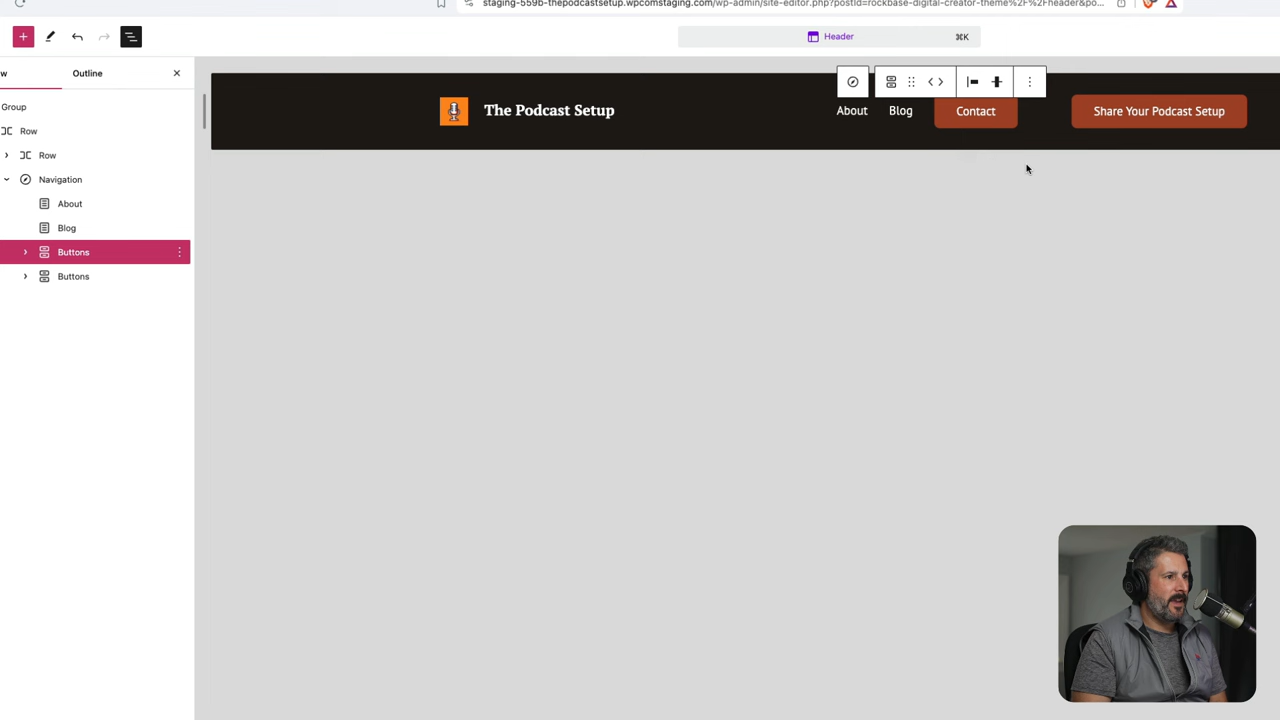 staging-559b-thepodcastsetup.wpcomstaging.com/wp-admin/site-editor.php?postId=rockbase-digital-creator-theme%2F%2Fheader&po...
Header
⌘K
w
Outline
Group
Row
Row
Navigation
About
Blog
Buttons
Buttons
The Podcast Setup
About
Blog
Contact
Share Your Podcast Setup